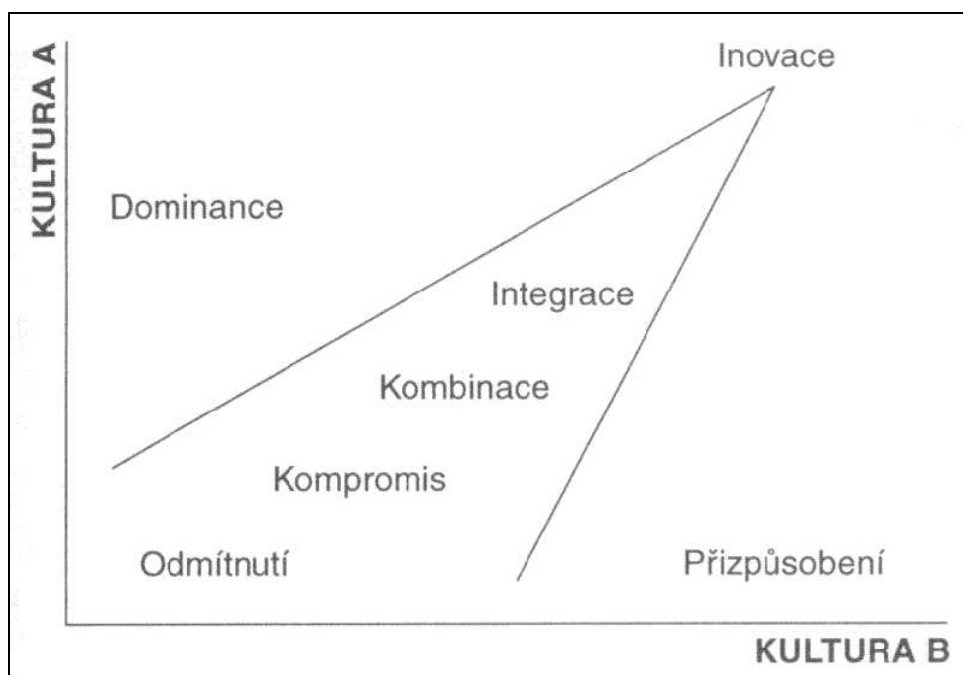 KULTURA A
Inovace
Dominance
Integrace
Kombinace
Kompromis
Odmítnutí
Přizpůsobení
KULTURA B